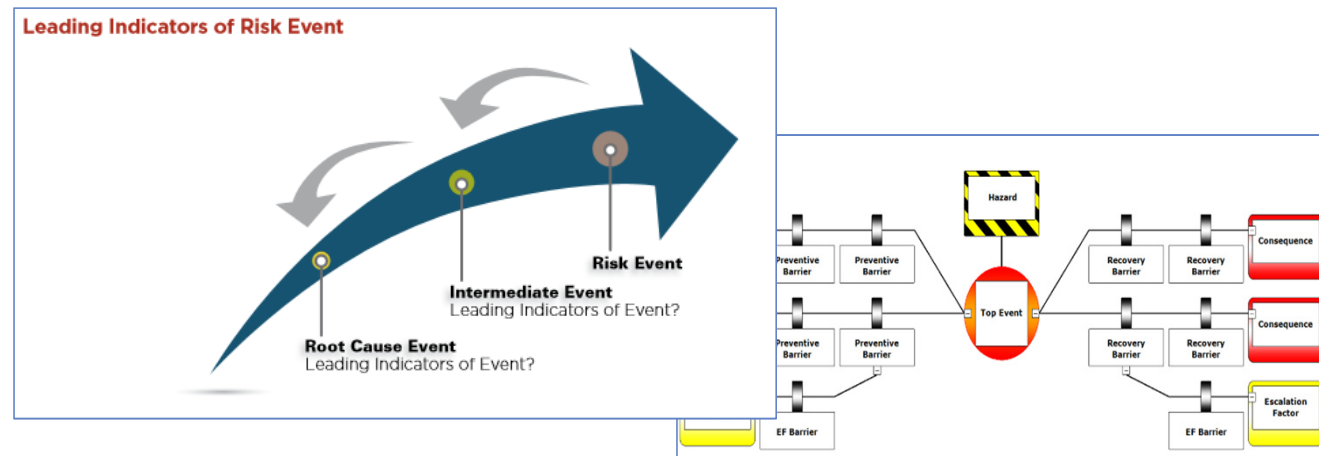 Leading Indicators of Risk Event
Risk Event
Intermediate Event
Leading Indicators of Event?
Root Cause Event
Leading Indicators of Event?
Hazard
Preventive
Barrier
Preventive
Barrier
Recovery
Barrier
Recovery
Barrier
Consequence
Top Event
Preventive
Barrier
Preventive
Barrier
Recovery
Barrier
Recovery
Barrier
Consequence
EF Barrier
EF Barrier
Escalation
Factor